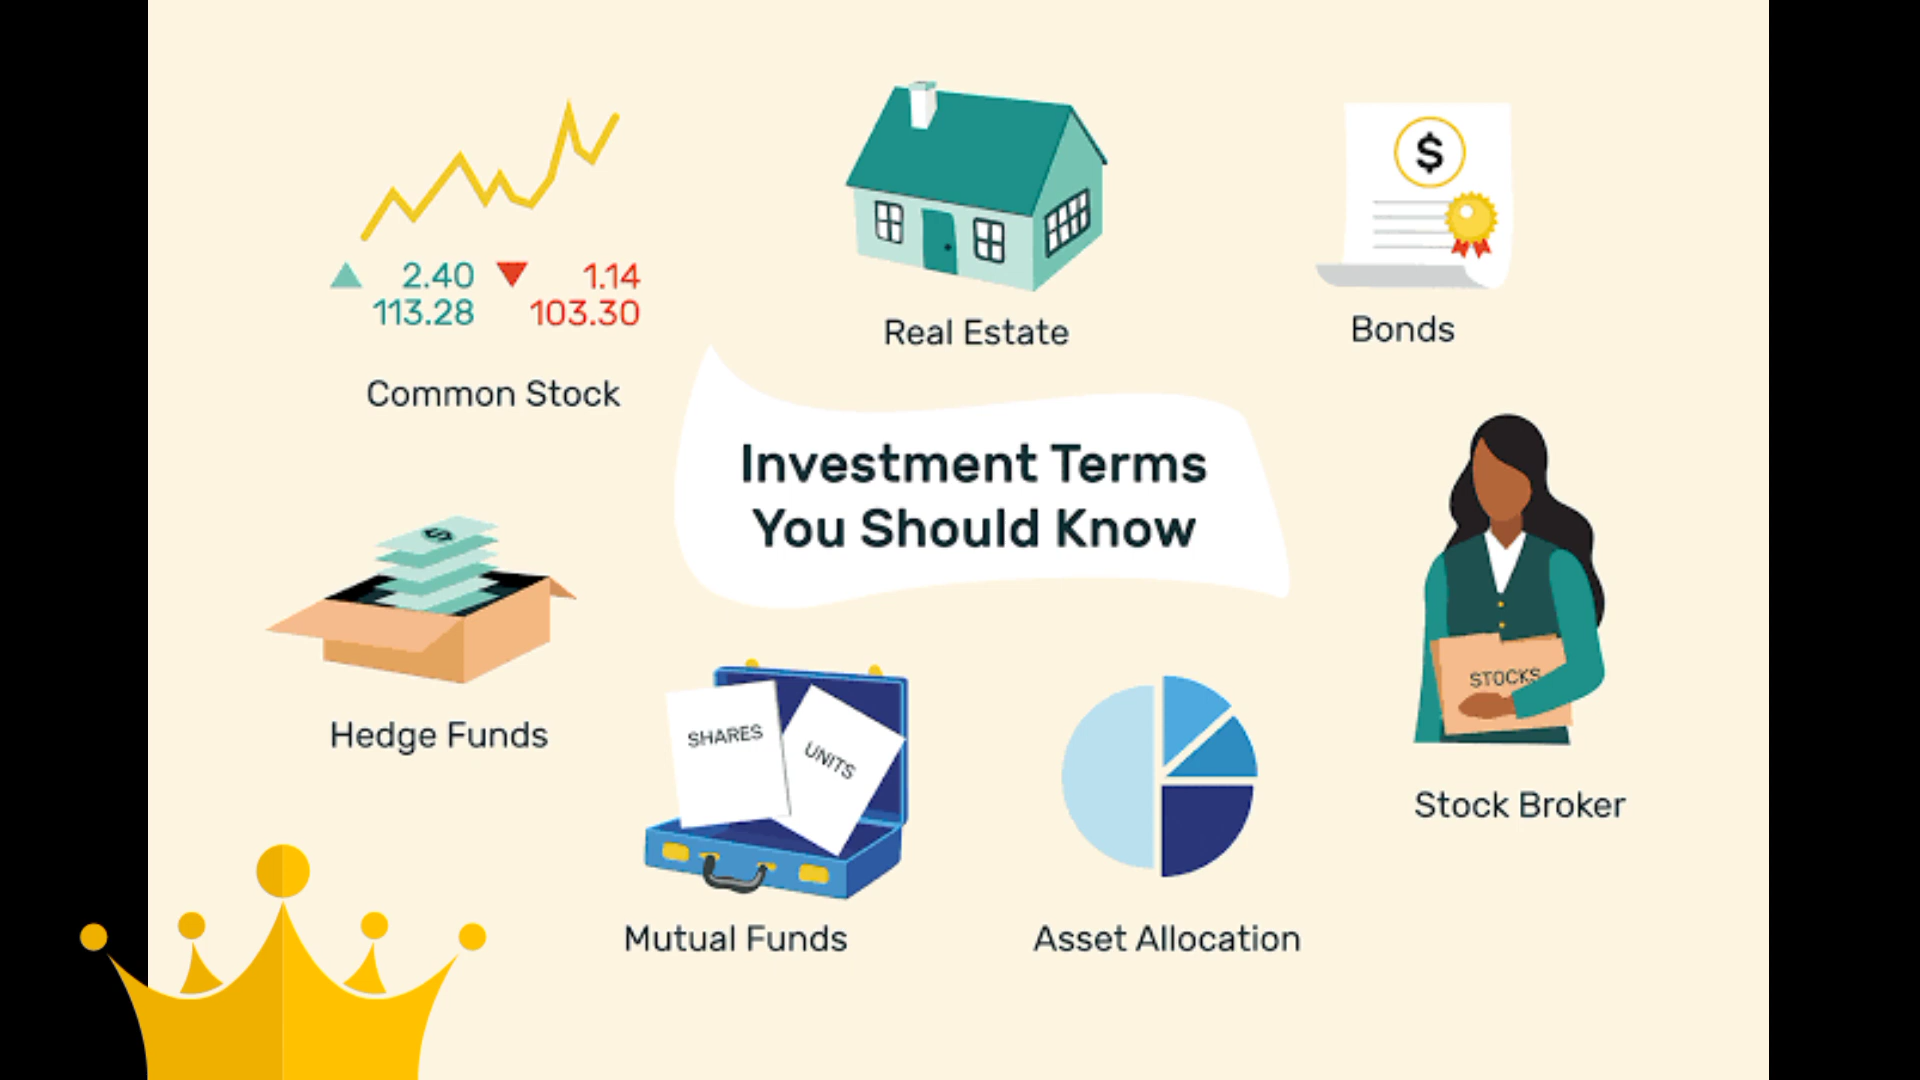 2.40 1.14
113.28 103.30
Common Stock
Real Estate
$
Bonds
Investment Terms
You Should Know
$
Hedge Funds
SHARES
UNITS
Mutual Funds
Asset Allocation
STOCKS
Stock Broker